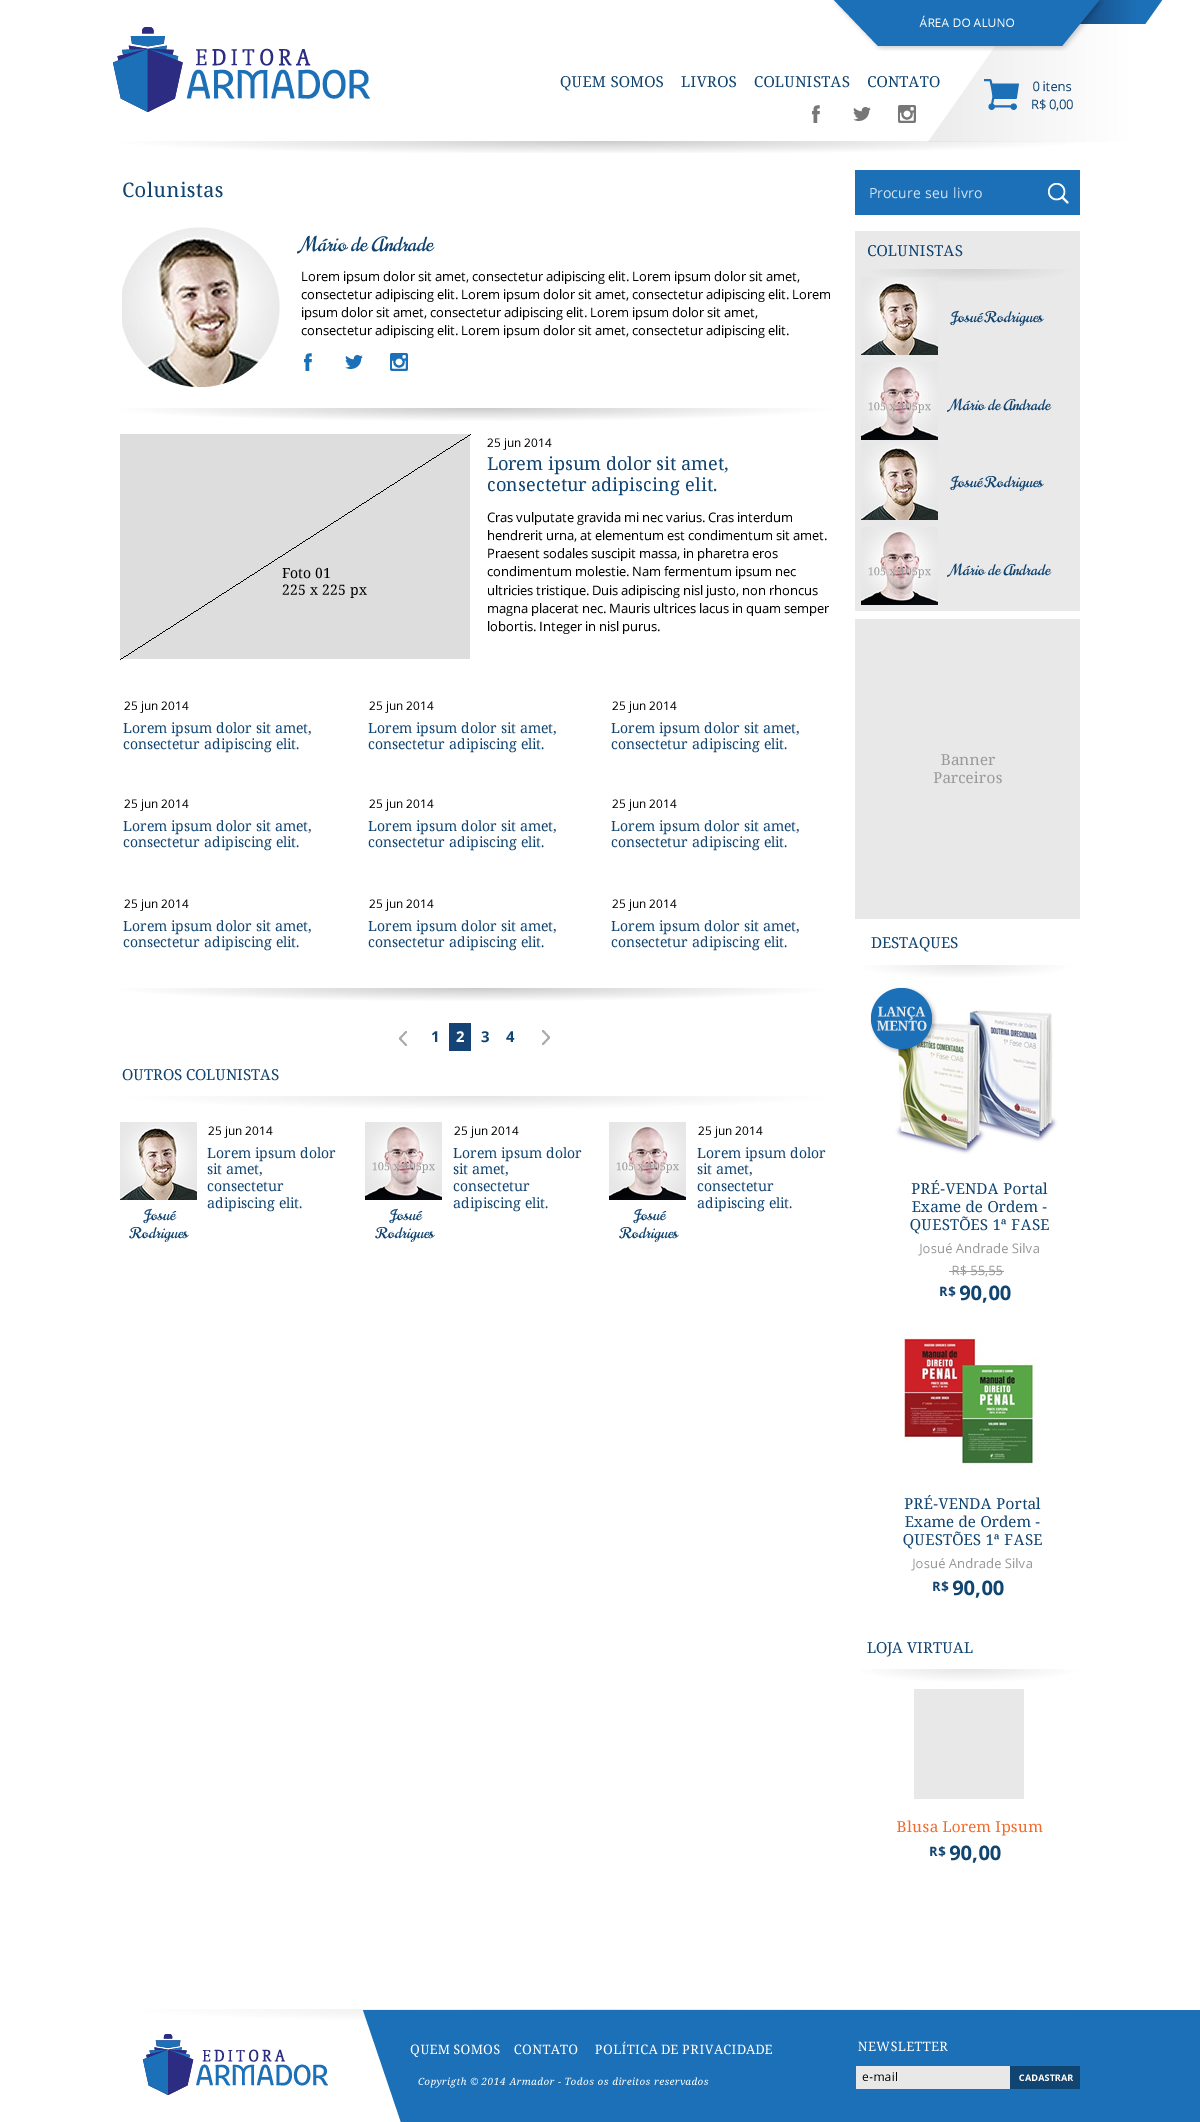 ÁREA DO ALUNO
EDITORA
ARMADOR
QUEM SOMOS LIVROS COLUNISTAS CONTATO
0 itens
R$ 0,00
Colunistas
Mário de Andrade
Lorem ipsum dolor sit amet, consectetur adipiscing elit. Lorem ipsum dolor sit amet,
consectetur adipiscing elit. Lorem ipsum dolor sit amet, consectetur adipiscing elit. Lorem
ipsum dolor sit amet, consectetur adipiscing elit. Lorem ipsum dolor sit amet,
consectetur adipiscing elit. Lorem ipsum dolor sit amet, consectetur adipiscing elit.
Foto 01
225 x 225 px
25 jun 2014
Lorem ipsum dolor sit amet,
consectetur adipiscing elit.
Cras vulputate gravida mi nec varius. Cras interdum
hendrerit urna, at elementum est condimentum sit amet.
Praesent sodales suscipit massa, in pharetra eros
condimentum molestie. Nam fermentum ipsum nec
ultricies tristique. Duis adipiscing nisl justo, non rhoncus
magna placerat nec. Mauris ultrices lacus in quam semper
lobortis. Integer in nisl purus.
25 jun 2014
Lorem ipsum dolor sit amet,
consectetur adipiscing elit.
25 jun 2014
Lorem ipsum dolor sit amet,
consectetur adipiscing elit.
25 jun 2014
Lorem ipsum dolor sit amet,
consectetur adipiscing elit.
25 jun 2014
Lorem ipsum dolor sit amet,
consectetur adipiscing elit.
25 jun 2014
Lorem ipsum dolor sit amet,
consectetur adipiscing elit.
25 jun 2014
Lorem ipsum dolor sit amet,
consectetur adipiscing elit.
25 jun 2014
Lorem ipsum dolor sit amet,
consectetur adipiscing elit.
25 jun 2014
Lorem ipsum dolor sit amet,
consectetur adipiscing elit.
25 jun 2014
Lorem ipsum dolor sit amet,
consectetur adipiscing elit.
1 2 3 4
OUTROS COLUNISTAS
Josué
Rodrigues
25 jun 2014
Lorem ipsum dolor
sit amet,
consectetur
adipiscing elit.
105 x 105px
Josué
Rodrigues
25 jun 2014
Lorem ipsum dolor
sit amet,
consectetur
adipiscing elit.
105 x 105px
Josué
Rodrigues
25 jun 2014
Lorem ipsum dolor
sit amet,
consectetur
adipiscing elit.
Procure seu livro
COLUNISTAS
Josué Rodrigues
105 x 105px
Mário de Andrade
Josué Rodrigues
105 x 105px
Mário de Andrade
Banner
Parceiros
DESTAQUES
LANÇA
MENTO
QUESTÕES COMENTADAS
1ª Fase OAB
DOUTRINA DIRECIONADA
1ª Fase OAB
PRÉ-VENDA Portal
Exame de Ordem -
QUESTÕES 1ª FASE
Josué Andrade Silva
R$ 55,55
R$ 90,00
Manual de
DIREITO
PENAL
Manual de
DIREITO
PENAL
PRÉ-VENDA Portal
Exame de Ordem -
QUESTÕES 1ª FASE
Josué Andrade Silva
R$ 90,00
LOJA VIRTUAL
Blusa Lorem Ipsum
R$ 90,00
EDITORA
ARMADOR
QUEM SOMOS CONTATO POLÍTICA DE PRIVACIDADE
Copyrigth © 2014 Armador - Todos os direitos reservados
NEWSLETTER
e-mail
CADASTRAR